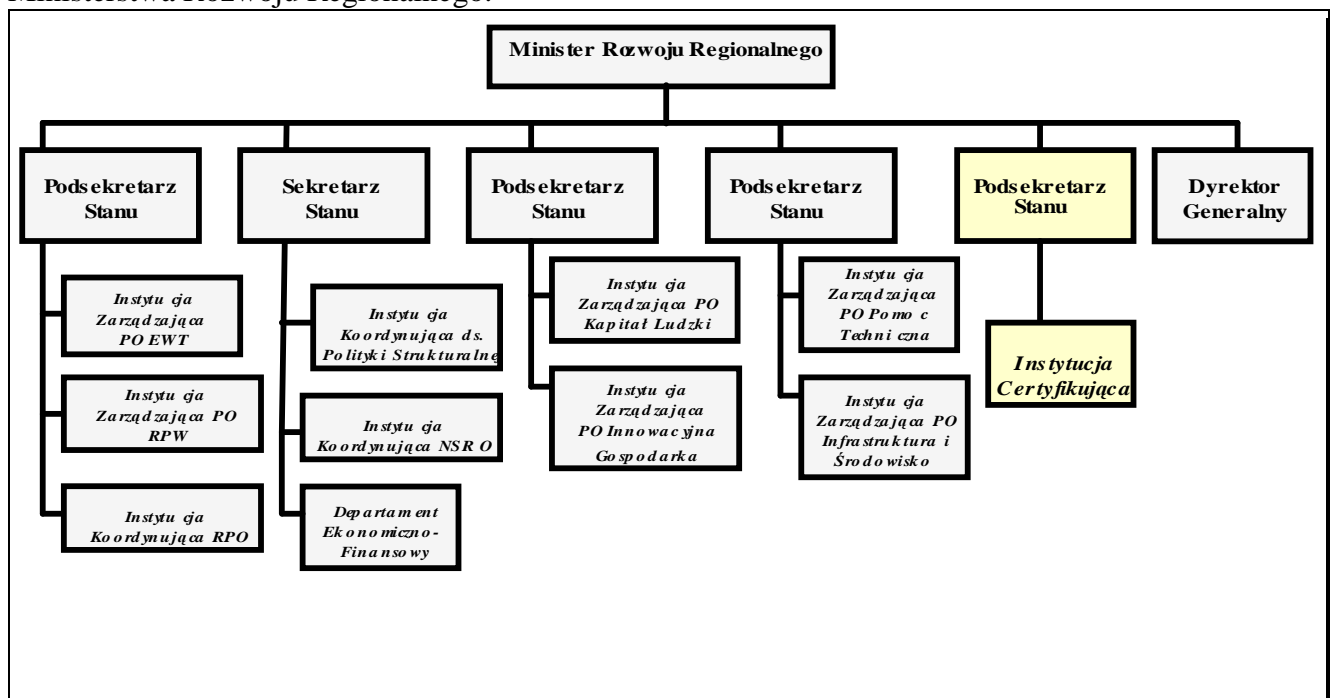 Ministerstwa Rozwoju Regionalnego.
Minister Rozwoju Regionalnego
Podsekretarz
Stanu
Sekretarz
Stanu
Podsekretarz
Stanu
Podsekretarz
Stanu
Podsekretarz
Stanu
Dyrektor
Generalny
Instytucja
Zarządzająca
PO EWT
Instytucja
Zarządzająca PO
RPW
Instytucja
Koordynująca RPO
Instytucja
Koordynująca ds.
Polityki Strukturalnej
Instytucja
Koordynująca NSRO
Departament
Ekonomiczno-
Finansowy
Instytucja
Zarządzająca PO
Kapitał Ludzki
Instytucja
Zarządzająca
PO Innowacyjna
Gospodarka
Instytucja
Zarządzająca
PO Pomoc
Techniczna
Instytucja
Zarządzająca PO
Infrastruktura i
Środowisko
Instytucja
Certyfikująca